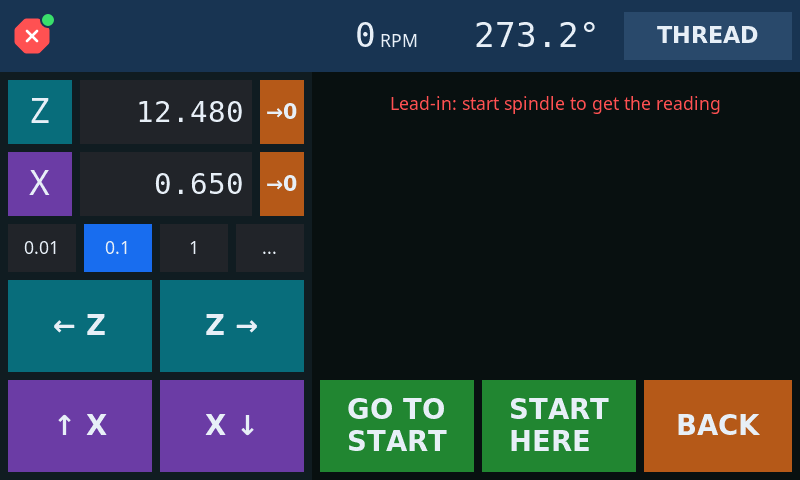 0 RPM 273.2° THREAD
Z 12.480 →0
X 0.650 →0
0.01 0.1 1 ...
← Z Z →
↑ X X ↓
Lead-in: start spindle to get the reading
GO TO
START
START
HERE
BACK